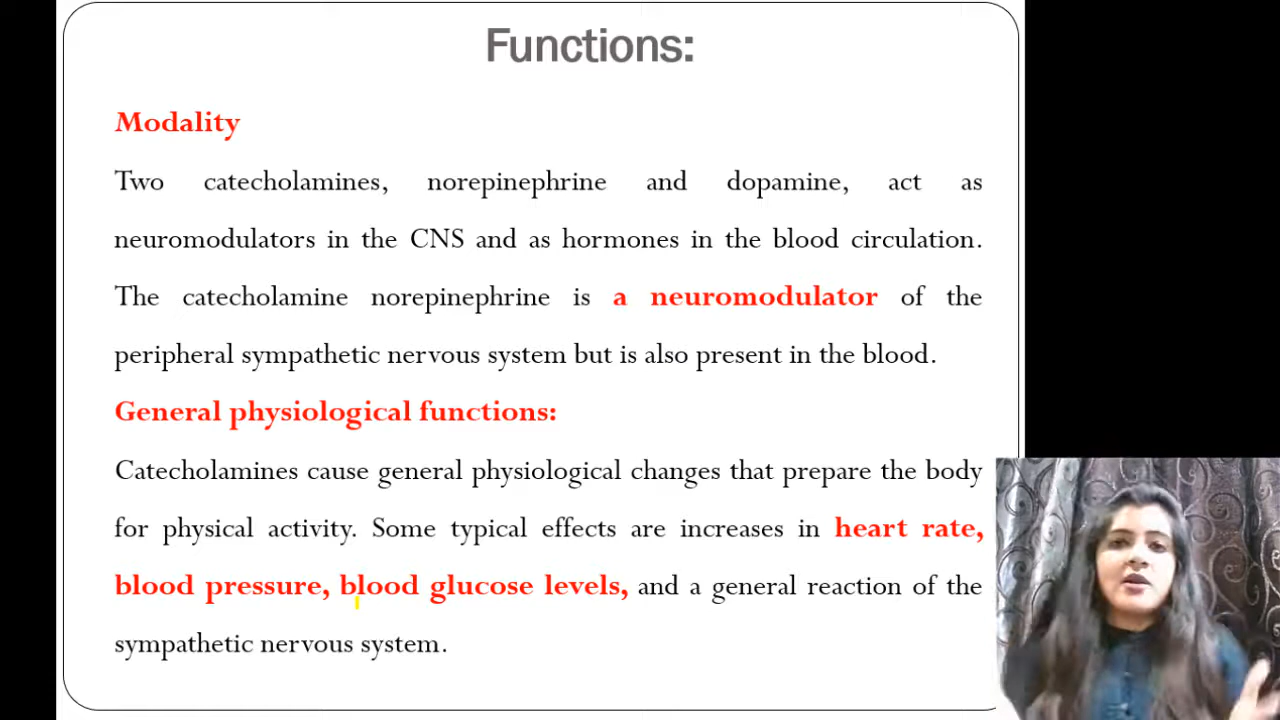 Functions:
Modality
Two catecholamines, norepinephrine and dopamine, act as
neuromodulators in the CNS and as hormones in the blood circulation.
The catecholamine norepinephrine is a neuromodulator of the
peripheral sympathetic nervous system but is also present in the blood.
General physiological functions:
Catecholamines cause general physiological changes that prepare the body
for physical activity. Some typical effects are increases in heart rate,
blood pressure, blood glucose levels, and a general reaction of the
sympathetic nervous system.